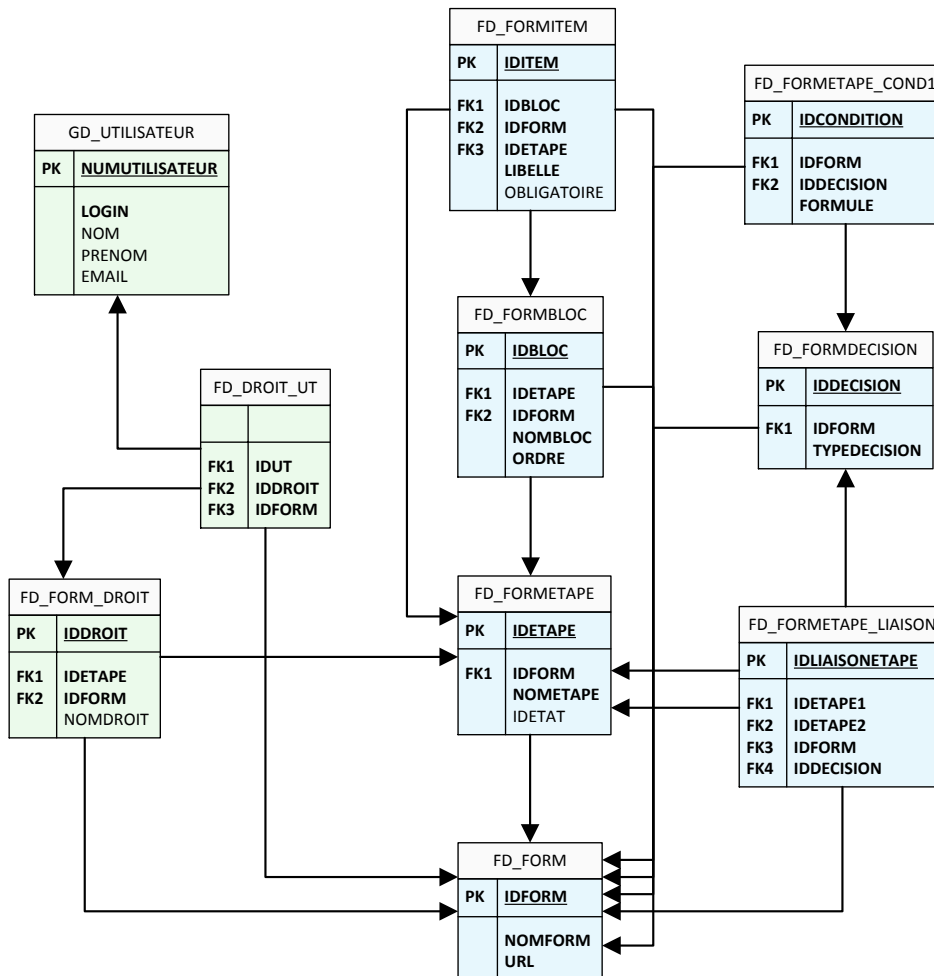 FD_FORMITEM
PK IDITEM
FK1 IDBLOC
FK2 IDFORM
FK3 IDETAPE
LIBELLE
OBLIGATOIRE
FD_FORMETAPE_COND1
PK IDCONDITION
FK1 IDFORM
FK2 IDDECISION
FORMULE
GD_UTILISATEUR
PK NUMUTILISATEUR
LOGIN
NOM
PRENOM
EMAIL
FD_FORMBLOC
PK IDBLOC
FK1 IDETAPE
FK2 IDFORM
NOMBLOC
ORDRE
FD_FORMDECISION
PK IDDECISION
FK1 IDFORM
TYPEDECISION
FD_DROIT_UT
FK1 IDUT
FK2 IDDROIT
FK3 IDFORM
FD_FORM_DROIT
PK IDDROIT
FK1 IDETAPE
FK2 IDFORM
NOMDROIT
FD_FORMETAPE
PK IDETAPE
FK1 IDFORM
NOMETAPE
IDETAT
FD_FORMETAPE_LIAISON
PK IDLIAISONETAPE
FK1 IDETAPE1
FK2 IDETAPE2
FK3 IDFORM
FK4 IDDECISION
FD_FORM
PK IDFORM
NOMFORM
URL